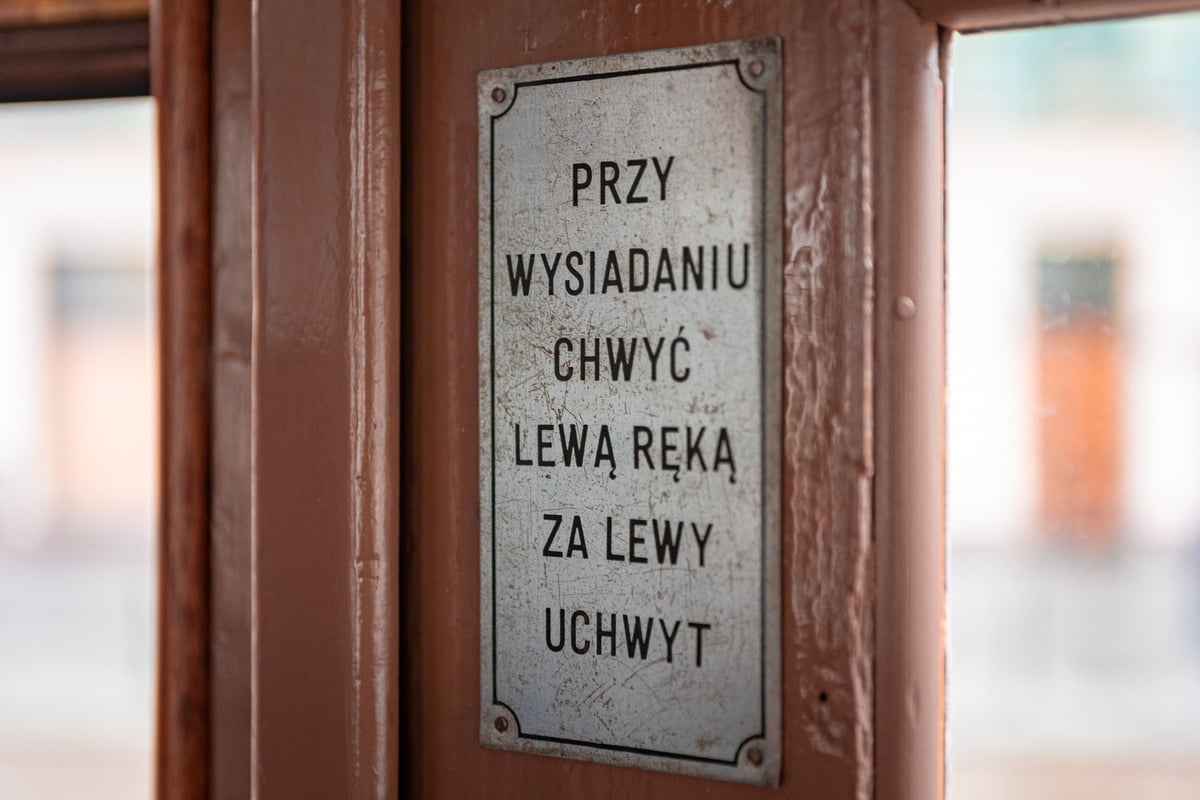 PRZY
WYSIADANIU
CHWYĆ
LEWĄ RĘKĄ
ZA LEWY
UCHWYT